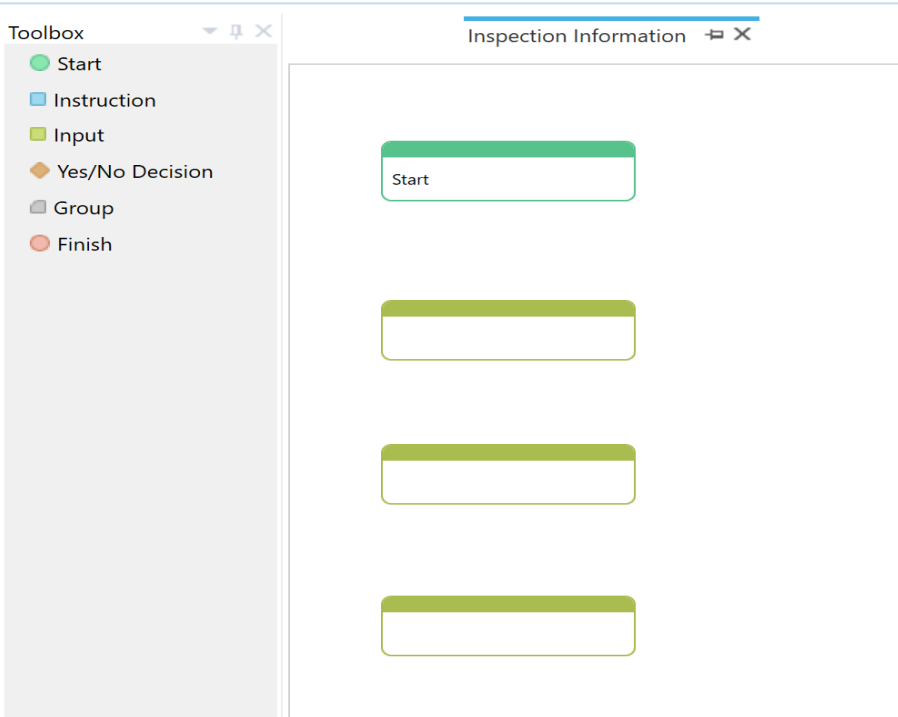 Toolbox
Start
Instruction
Input
Yes/No Decision
Group
Finish
Inspection Information
Start